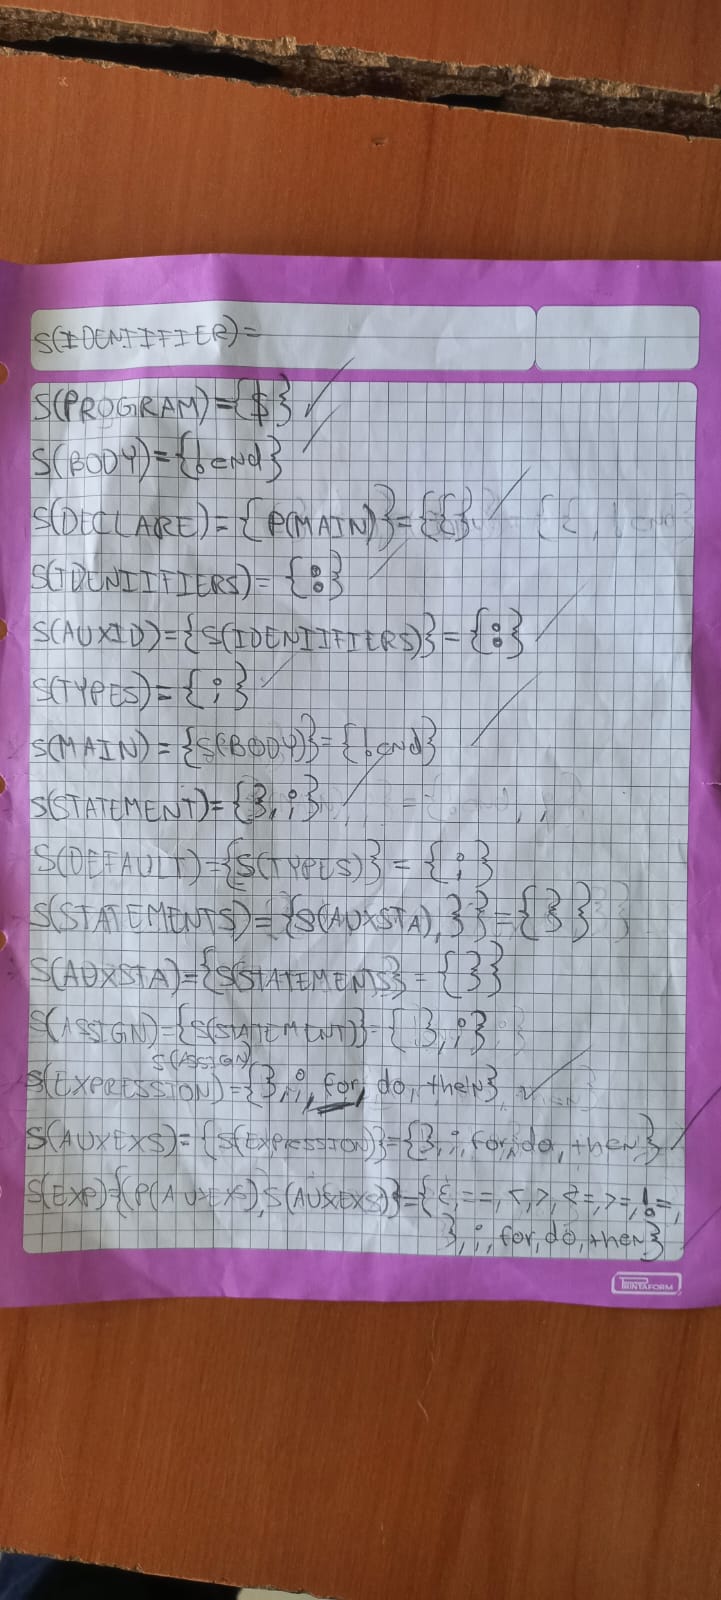 S(IDENTIFIER)=
S(PROGRAM)={$}
S(BODY)={!end}
S(DECLARE)={P(MAIN)}={{}
S(IDENTIFIERS)={:}
S(AUXID)={S(IDENTIFIERS)}={:}
S(TYPES)={;}
S(MAIN)={S(BODY)}={!end}
S(STATEMENT)={},;}
S(DEFAULT)={S(TYPES)}={;}
S(STATEMENTS)={S(AUXSTA),}}={}}
S(AUXSTA)={S(STATEMENTS}={}}
S(ASSIGN)={S(STATEMENT)}={},;}
S(ASSIGN)
S(EXPRESSION)={},;,for,do,then}
S(AUXEXS)={S(EXPRESSION)}={},;,for,do,then}
S(EXP)={(P(AUXEXS),S(AUXEXS)}={ε,==,<,>,<=,>=,!=,
},;,for,do,then}
PRINTAFORM